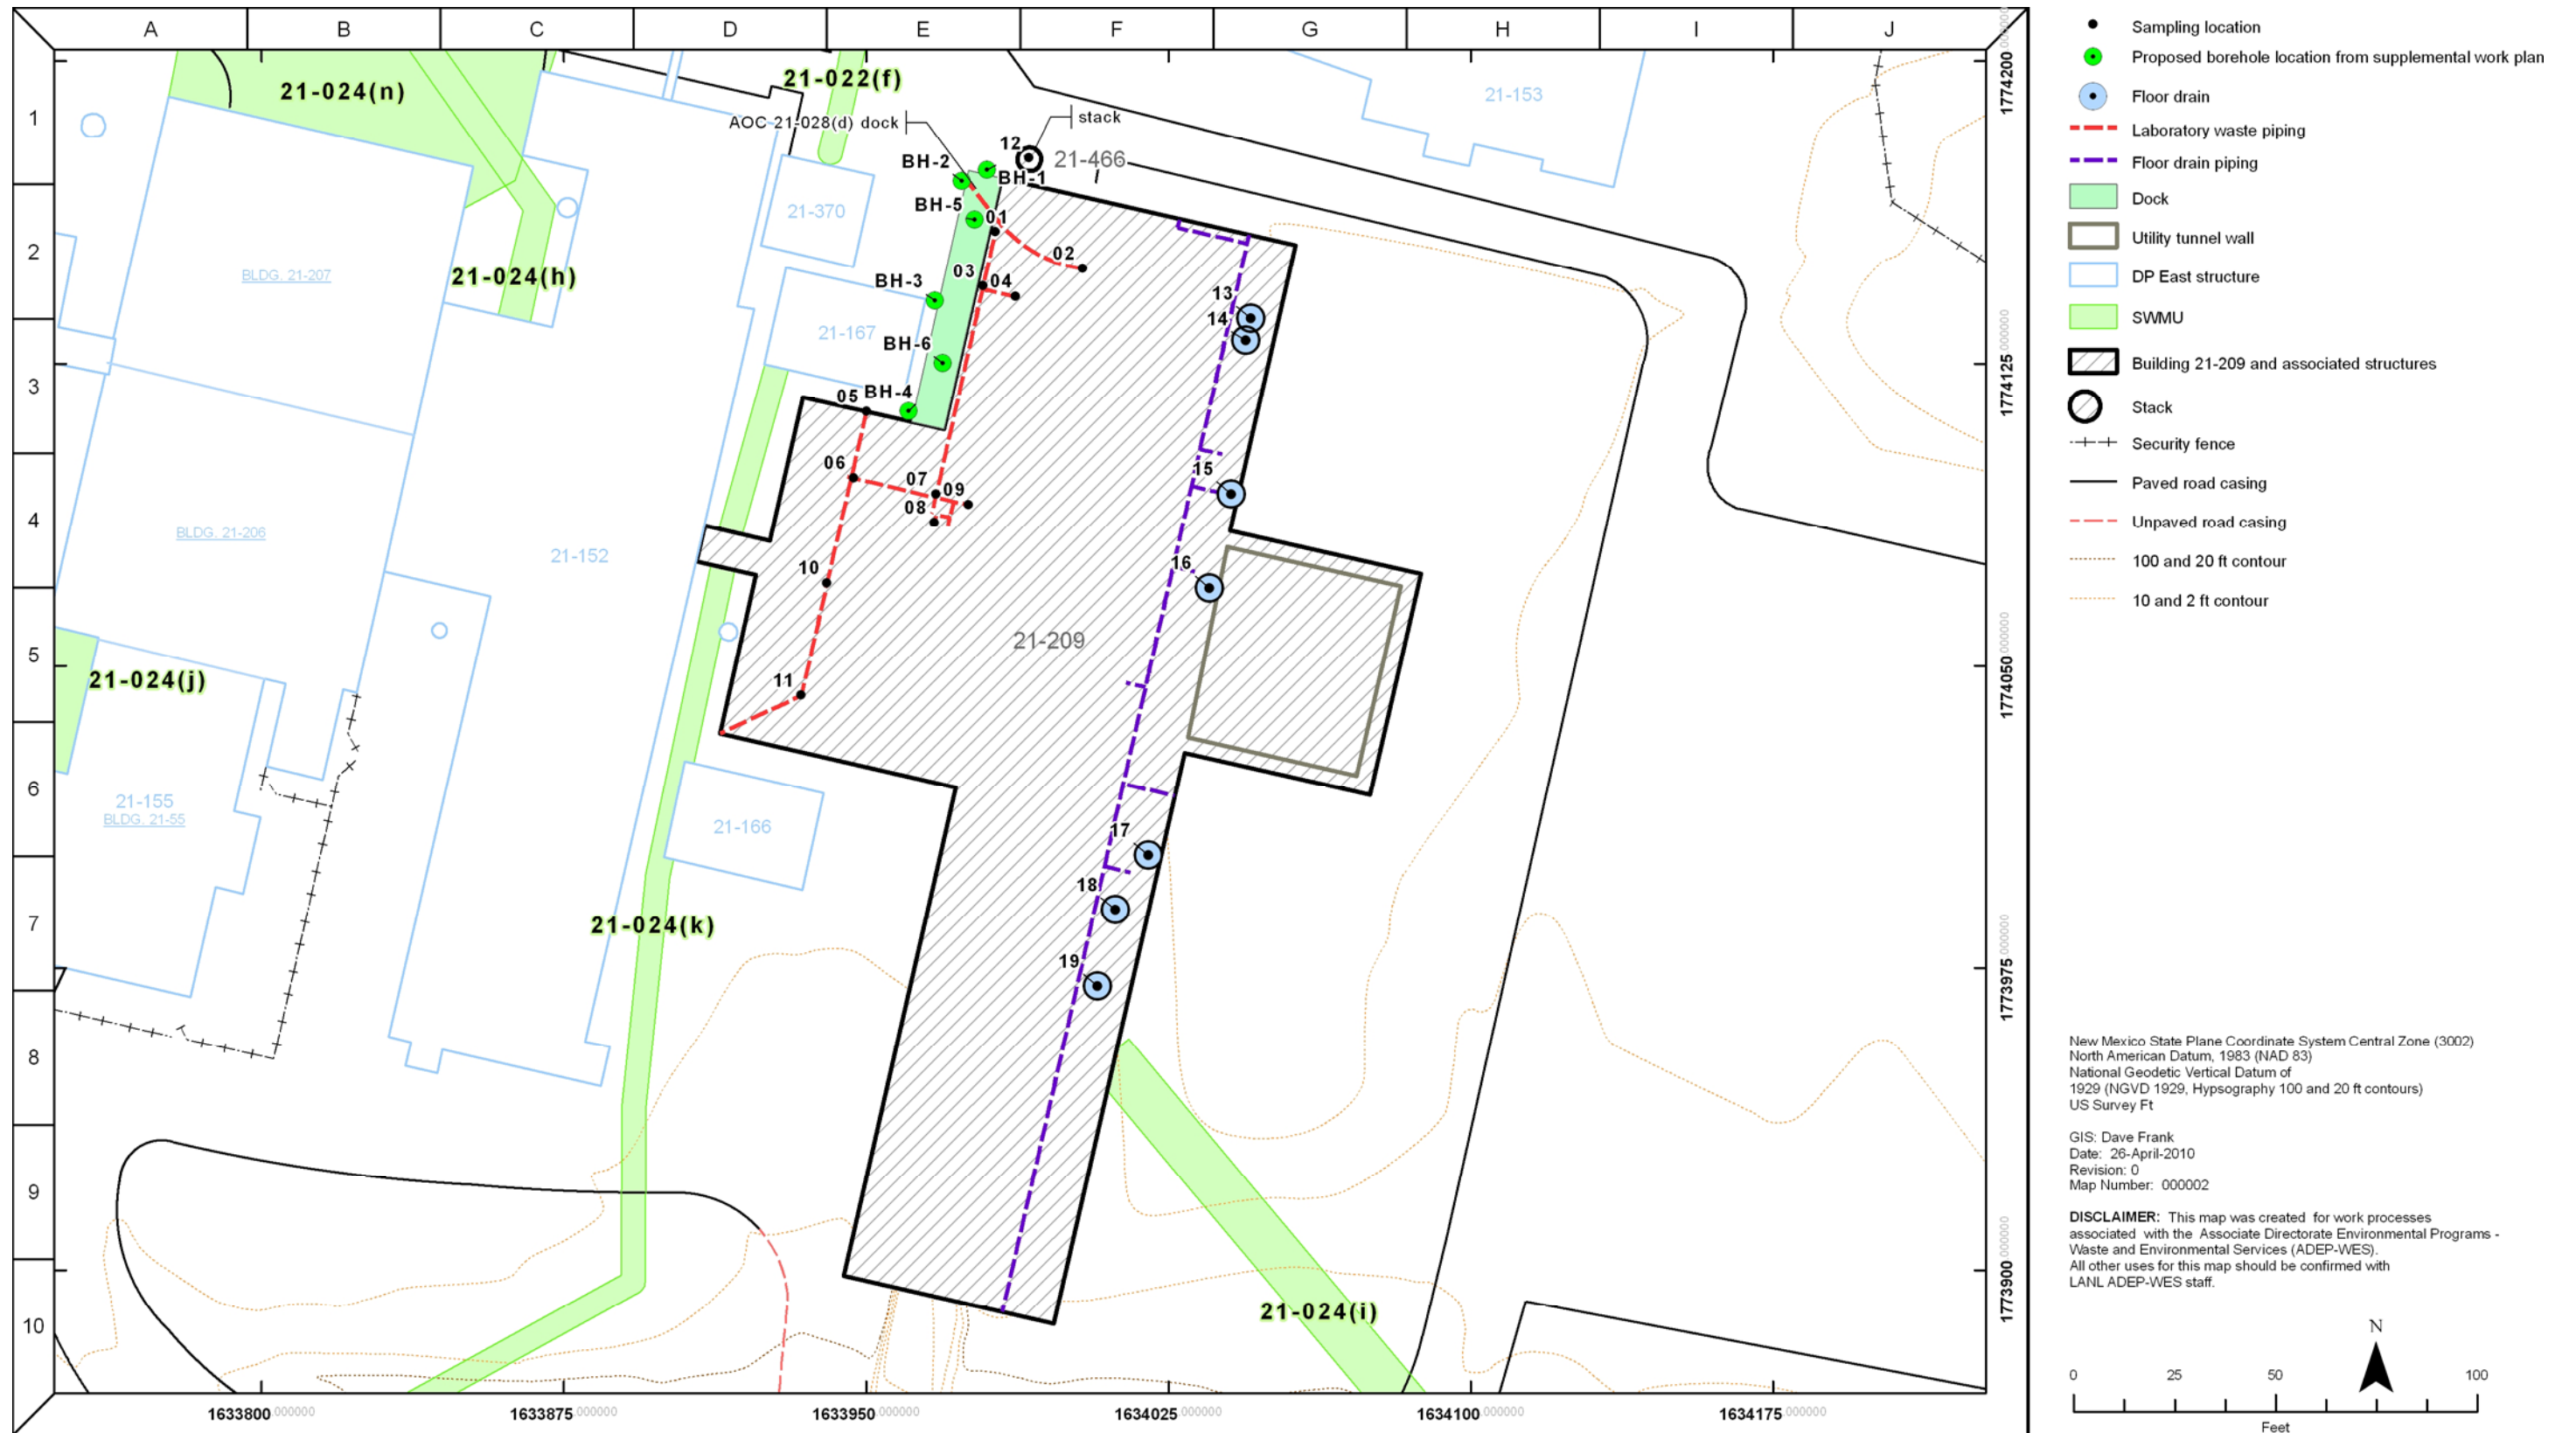 A B C D E F G H I J
1
2
3
4
5
6
7
8
9
10
21-024(n)
21-022(f)
21-153
AOC 21-028(d) dock
stack
12
21-466
BH-2
BH-1
21-370
BH-5
01
02
BLDG. 21-207
21-024(h)
03
04
BH-3
13
14
21-167
BH-6
05
BH-4
06
07
09
08
15
BLDG. 21-206
21-152
10
16
21-209
21-024(j)
11
21-155
BLDG. 21-55
21-166
17
18
21-024(k)
19
21-024(i)
1774200.000000
1774125.000000
1774050.000000
1773975.000000
1773900.000000
1633800.000000
1633875.000000
1633950.000000
1634025.000000
1634100.000000
1634175.000000
Sampling location
Proposed borehole location from supplemental work plan
Floor drain
Laboratory waste piping
Floor drain piping
Dock
Utility tunnel wall
DP East structure
SWMU
Building 21-209 and associated structures
Stack
Security fence
Paved road casing
Unpaved road casing
100 and 20 ft contour
10 and 2 ft contour
New Mexico State Plane Coordinate System Central Zone (3002)
North American Datum, 1983 (NAD 83)
National Geodetic Vertical Datum of
1929 (NGVD 1929, Hypsography 100 and 20 ft contours)
US Survey Ft
GIS: Dave Frank
Date: 26-April-2010
Revision: 0
Map Number: 000002
DISCLAIMER: This map was created for work processes
associated with the Associate Directorate Environmental Programs -
Waste and Environmental Services (ADEP-WES).
All other uses for this map should be confirmed with
LANL ADEP-WES staff.
N
0 25 50 100
Feet